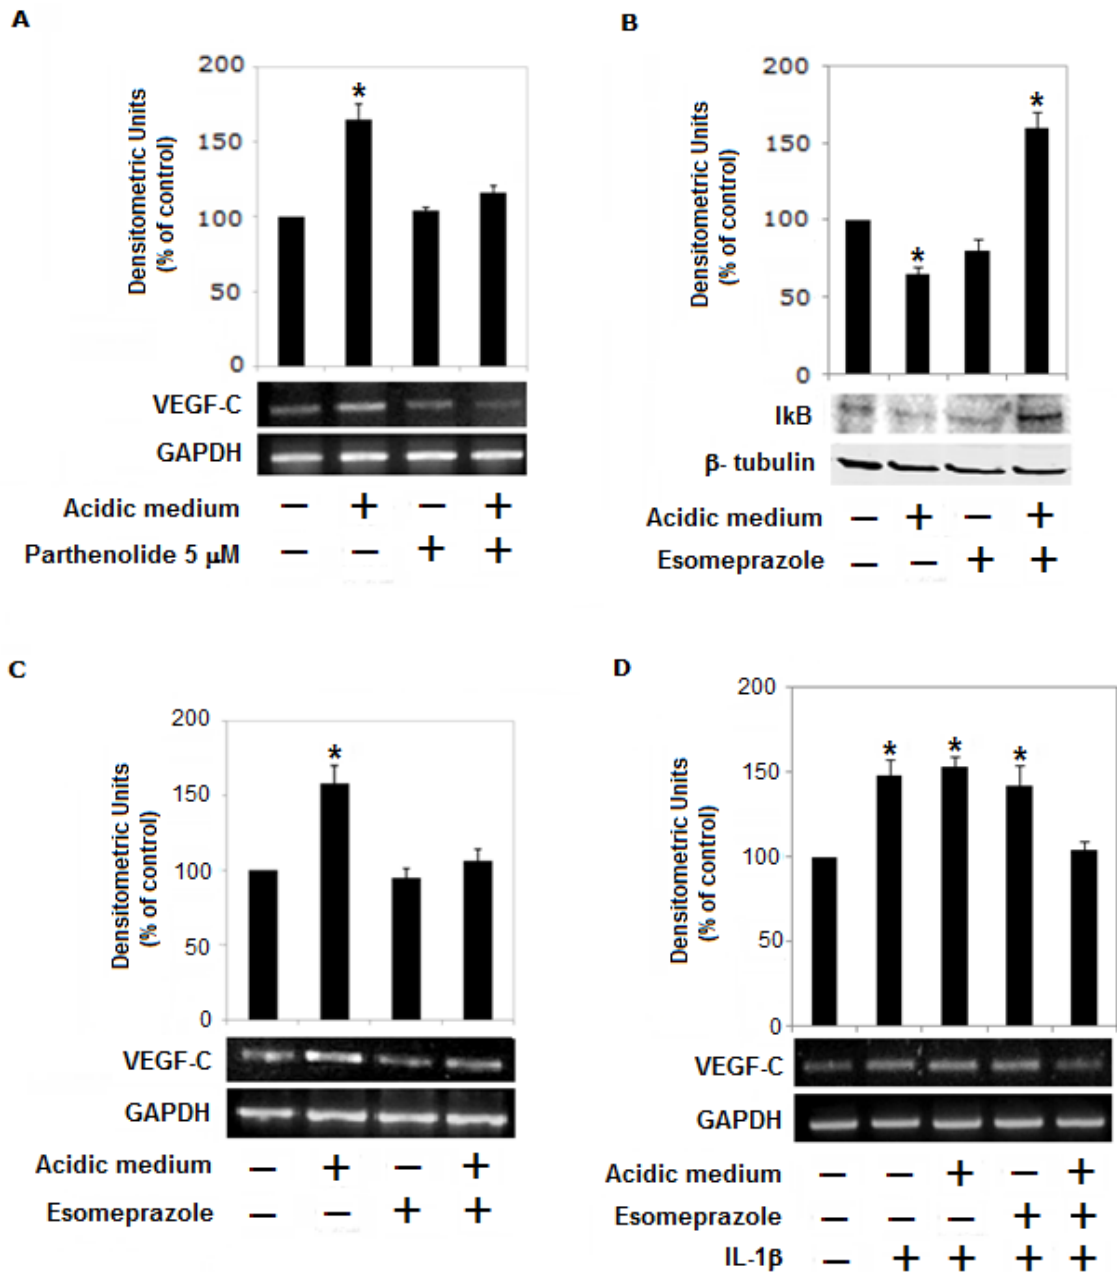 A
Densitometric Units
(% of control)
200
150
100
50
0
*
VEGF-C
GAPDH
Acidic medium − + − +
Parthenolide 5 μM − − + +
B
Densitometric Units
(% of control)
200
150
100
50
0
* *
IkB
β- tubulin
Acidic medium − + − +
Esomeprazole − − + +
C
Densitometric Units
(% of control)
200
150
100
50
0
*
VEGF-C
GAPDH
Acidic medium − + − +
Esomeprazole − − + +
D
Densitometric Units
(% of control)
200
150
100
50
0
* * *
VEGF-C
GAPDH
Acidic medium − − + − +
Esomeprazole − − − + +
IL-1β − + + + +